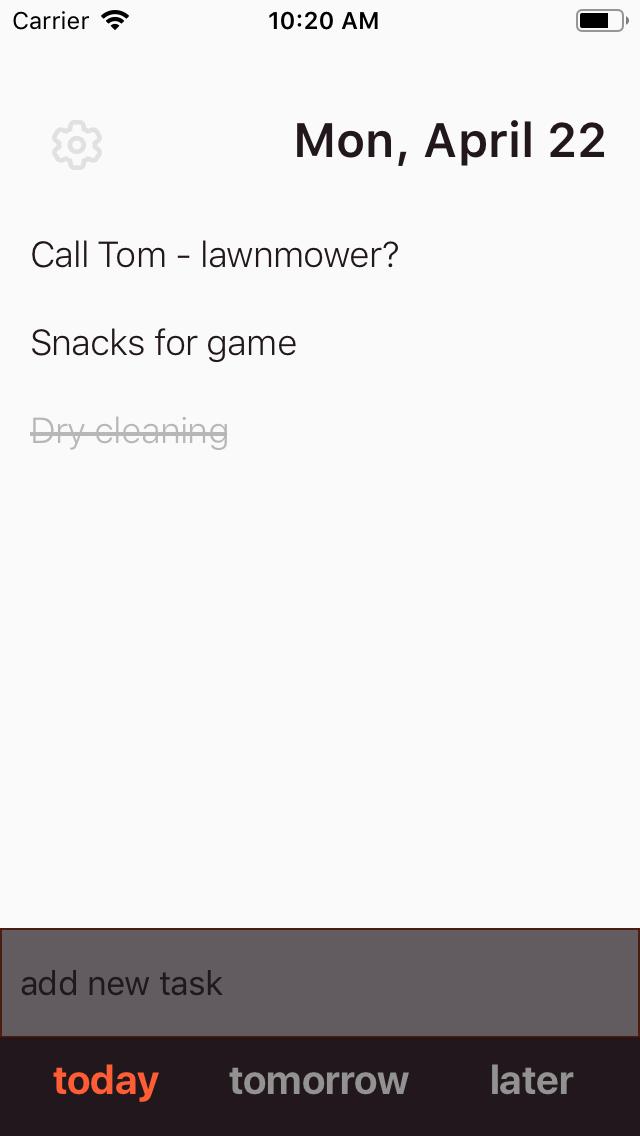 Carrier 10:20 AM
Mon, April 22
Call Tom - lawnmower?
Snacks for game
Dry cleaning
add new task
today tomorrow later